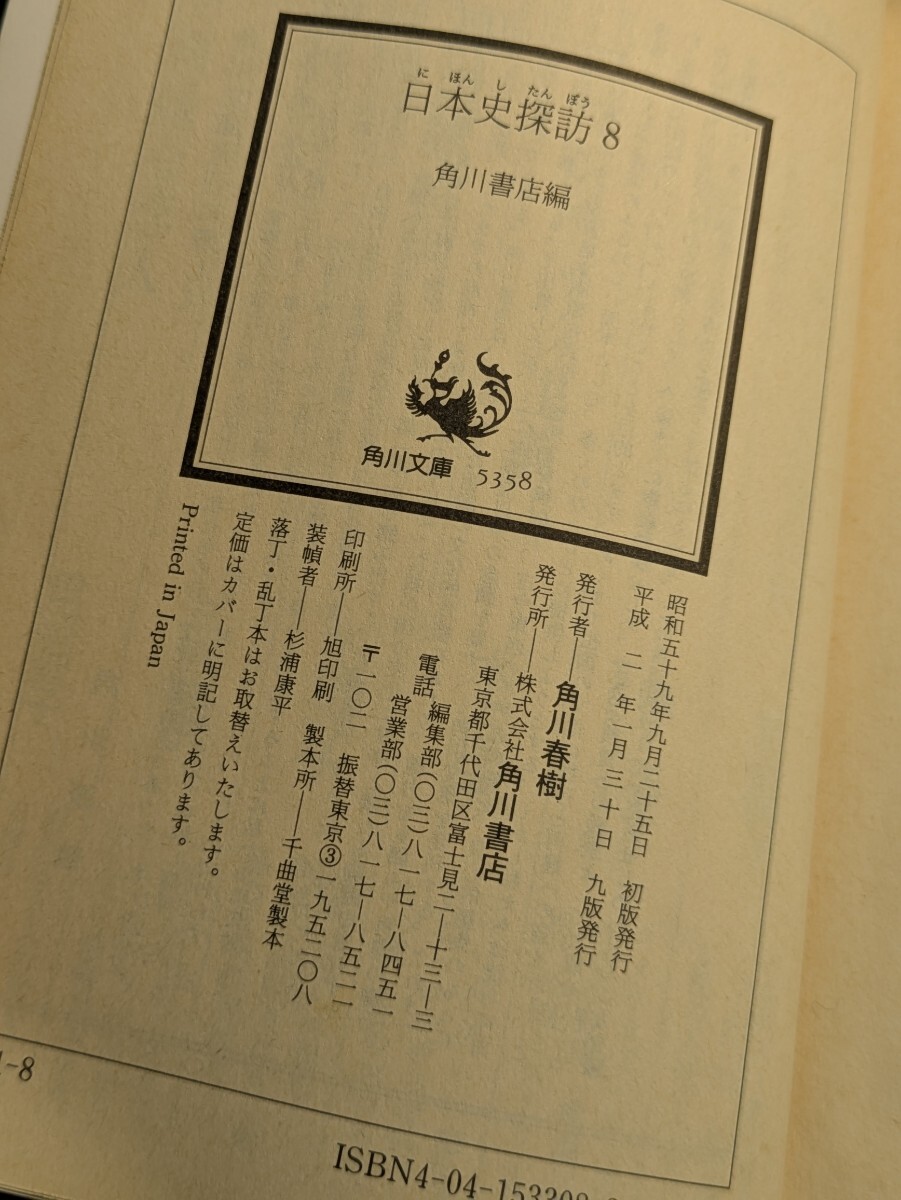 にほんしたんぼう
日本史探訪8
角川書店編
角川文庫 5358
昭和五十九年九月二十五日 初版発行
平成 二 年一月三十日 九版発行
発行者――角川春樹
発行所――株式会社角川書店
東京都千代田区富士見二―十三―三
電話 編集部(〇三)八一七―八四五一
営業部(〇三)八一七―八五二一
〒一〇二 振替東京③一九五二〇八
印刷所――旭印刷 製本所――千曲堂製本
装幀者――杉浦康平
落丁・乱丁本はお取替えいたします。
定価はカバーに明記してあります。
Printed in Japan
-8
ISBN4-04-153308